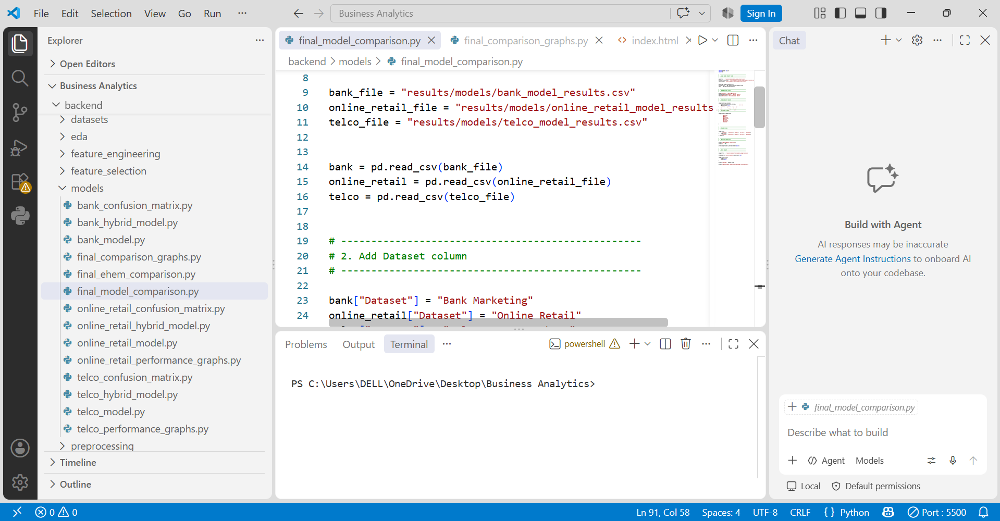 File Edit Selection View Go Run ...
Business Analytics
Sign In
Explorer
Open Editors
Business Analytics
backend
datasets
eda
feature_engineering
feature_selection
models
bank_confusion_matrix.py
bank_hybrid_model.py
bank_model.py
final_comparison_graphs.py
final_ehem_comparison.py
final_model_comparison.py
online_retail_confusion_matrix.py
online_retail_hybrid_model.py
online_retail_model.py
online_retail_performance_graphs.py
telco_confusion_matrix.py
telco_hybrid_model.py
telco_model.py
telco_performance_graphs.py
preprocessing
Timeline
Outline
final_model_comparison.py final_comparison_graphs.py index.html
backend > models > final_model_comparison.py
8
9 bank_file = "results/models/bank_model_results.csv"
10 online_retail_file = "results/models/online_retail_model_results
11 telco_file = "results/models/telco_model_results.csv"
12
13
14 bank = pd.read_csv(bank_file)
15 online_retail = pd.read_csv(online_retail_file)
16 telco = pd.read_csv(telco_file)
17
18
19 # --------------------------------------------------
20 # 2. Add Dataset column
21 # --------------------------------------------------
22
23 bank["Dataset"] = "Bank Marketing"
24 online_retail["Dataset"] = "Online Retail"
Problems Output Terminal ...
powershell
PS C:\Users\DELL\OneDrive\Desktop\Business Analytics>
Chat
Build with Agent
AI responses may be inaccurate
Generate Agent Instructions to onboard AI
onto your codebase.
final_model_comparison.py
Describe what to build
Agent Models
Local Default permissions
0 0
Ln 91, Col 58 Spaces: 4 UTF-8 CRLF {} Python Port : 5500